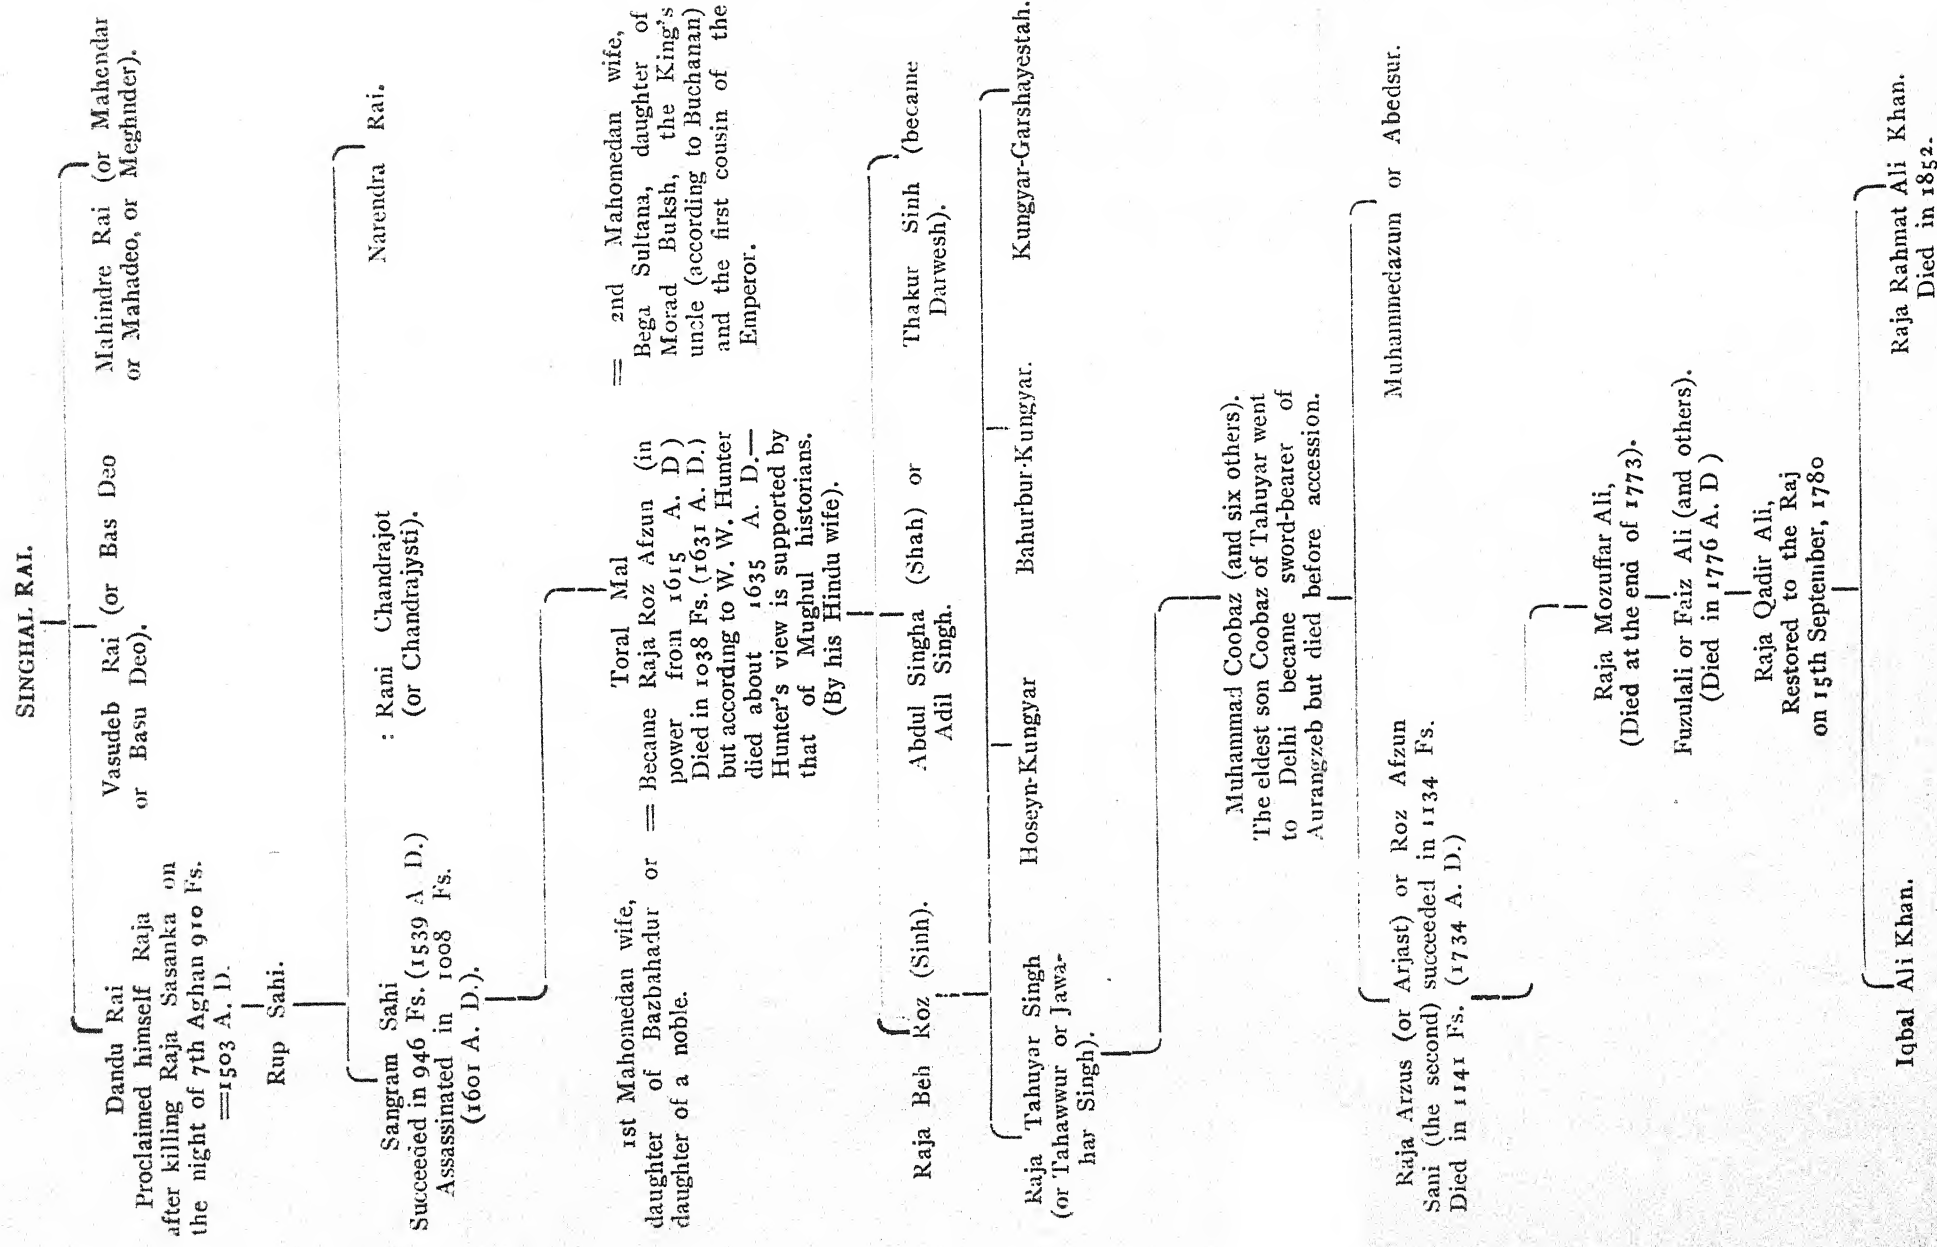 SINGHAI RAI.
Dandu Rai
Proclaimed himself Raja
after killing Raja Sasanka on
the night of 7th Aghan 910 Fs.
=1503 A. D.
Vasudeb Rai (or Bas Deo
or Basu Deo).
Mahindre Rai (or Mahendar
or Mahadeo, or Meghnder).
Rup Sahi.
Sangram Sahi
Succeeded in 946 Fs. (1539 A D.)
Assassinated in 1008 Fs.
(1601 A. D.).
: Rani Chandrajot
(or Chandrajysti).
Narendra Rai.
1st Mahomedan wife,
daughter of Bazbahadur or
daughter of a noble.
Toral Mal
= Became Raja Roz Afzun (in
power from 1615 A. D)
Died in 1038 Fs. (1631 A. D.)
but according to W. W. Hunter
died about 1635 A. D.—
Hunter's view is supported by
that of Mughul historians.
(By his Hindu wife).
= 2nd Mahomedan wife,
Bega Sultana, daughter of
Morad Buksh, the King's
uncle (according to Buchanan)
and the first cousin of the
Emperor.
Raja Beh Roz (Sinh).
Abdul Singha (Shah) or
Adil Singh.
Thakur Sinh (became
Darwesh).
Raja Tahuyar Singh
(or Tahawwur or Jawa-
har Singh).
Hoseyn-Kungyar
Bahurbur-Kungyar.
Kungyar-Garshayestah.
Muhammad Coobaz (and six others).
The eldest son Coobaz of Tahuyar went
to Delhi became sword-bearer of
Aurangzeb but died before accession.
Raja Arzus (or Arjast) or Roz Afzun
Sani (the second) succeeded in 1134 Fs.
Died in 1141 Fs. (1734 A. D.)
Muhammedazum or Abedsur.
Raja Mozuffar Ali,
(Died at the end of 1773).
Fuzulali or Faiz Ali (and others).
(Died in 1776 A. D)
Raja Qadir Ali,
Restored to the Raj
on 15th September, 1780
Iqbal Ali Khan.
Raja Rahmat Ali Khan.
Died in 1852.